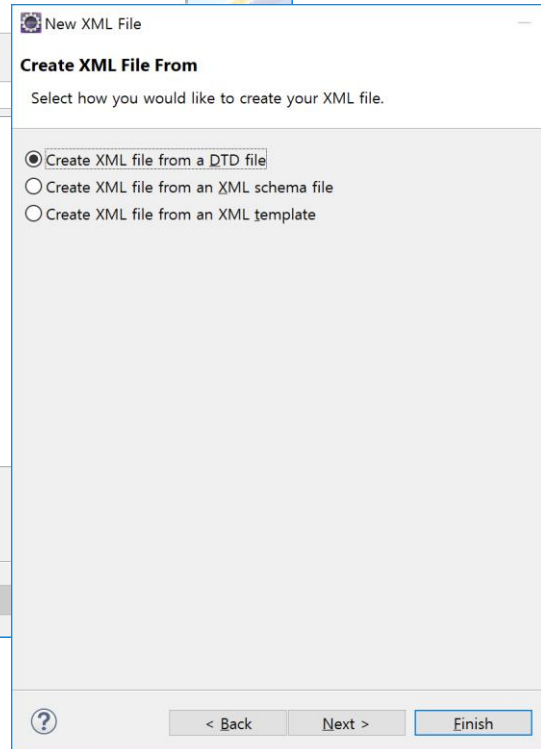 New XML File
Create XML File From
Select how you would like to create your XML file.
Create XML file from a DTD file
Create XML file from an XML schema file
Create XML file from an XML template
?
< Back
Next >
Finish